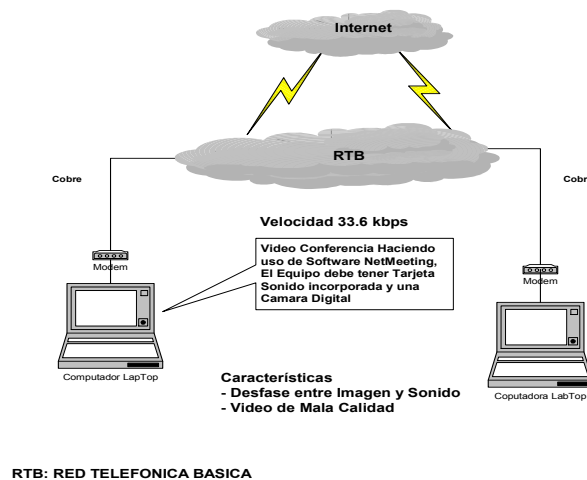 Internet
RTB
Cobre
Cobr
Velocidad 33.6 kbps
Video Conferencia Haciendo
uso de Software NetMeeting,
El Equipo debe tener Tarjeta
Sonido incorporada y una
Camara Digital
Modem
Modem
Computador LapTop
Coputadora LabTop
Características
- Desfase entre Imagen y Sonido
- Video de Mala Calidad
RTB: RED TELEFONICA BASICA